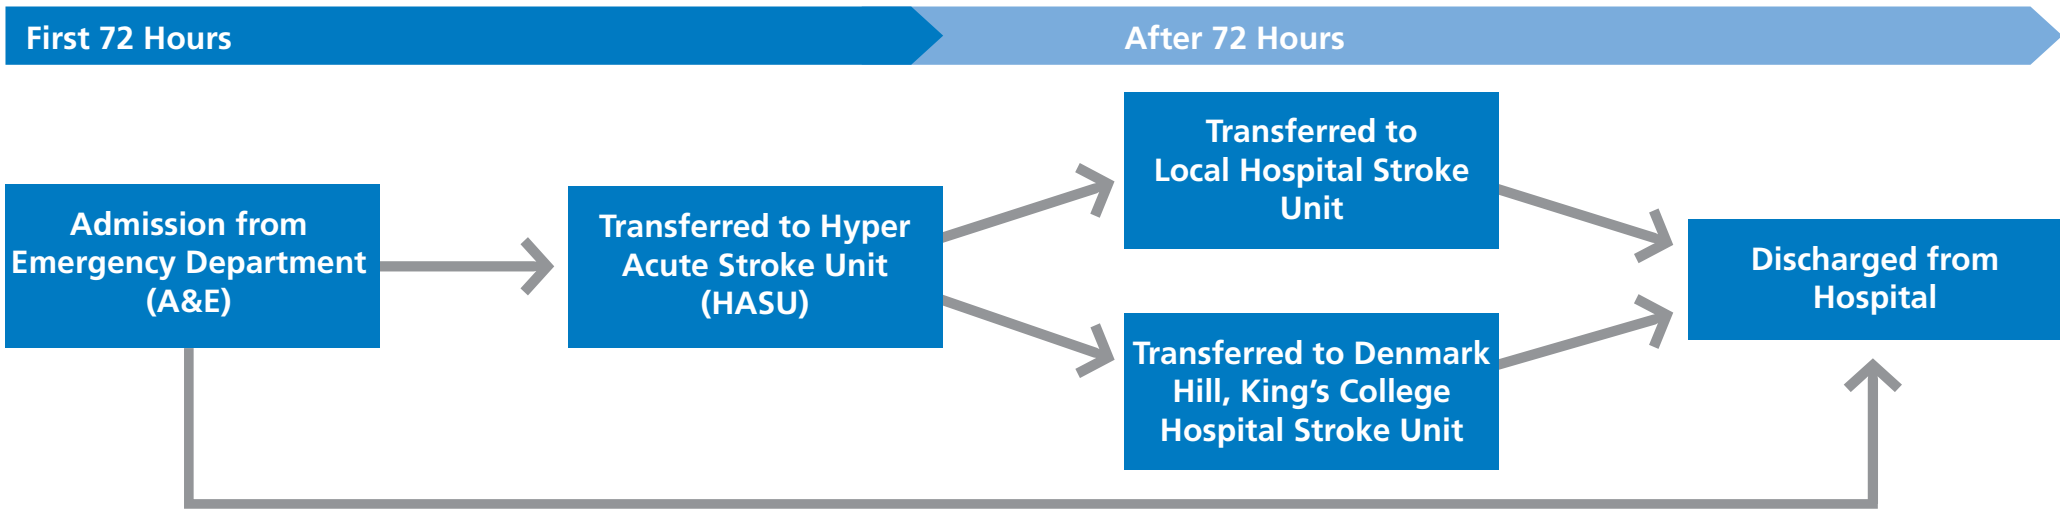 First 72 Hours
After 72 Hours
Admission from
Emergency Department
(A&E)
Transferred to Hyper
Acute Stroke Unit
(HASU)
Transferred to
Local Hospital Stroke
Unit
Transferred to Denmark
Hill, King’s College
Hospital Stroke Unit
Discharged from
Hospital